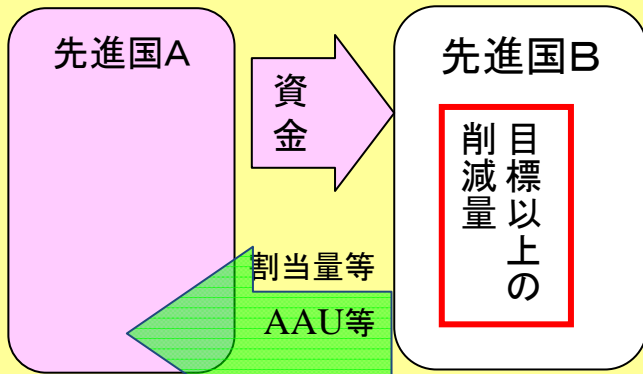 先進国A
資
金
先進国B
目標以上の
削減量
割当量等
AAU等